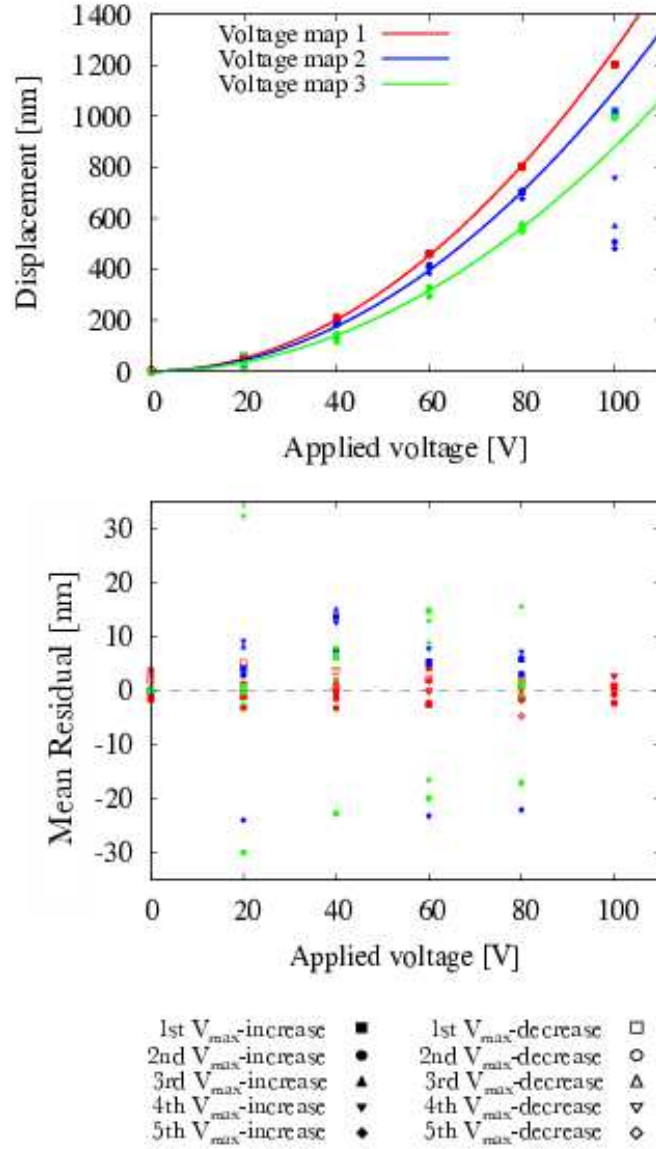 1400
1200
1000
800
600
400
200
0
Displacement [nm]
Voltage map 1
Voltage map 2
Voltage map 3
0 20 40 60 80 100
Applied voltage [V]
30
20
10
0
-10
-20
-30
Mean Residual [nm]
0 20 40 60 80 100
Applied voltage [V]
1st Vmax-increase
2nd Vmax-increase
3rd Vmax-increase
4th Vmax-increase
5th Vmax-increase
1st Vmax-decrease
2nd Vmax-decrease
3rd Vmax-decrease
4th Vmax-decrease
5th Vmax-decrease